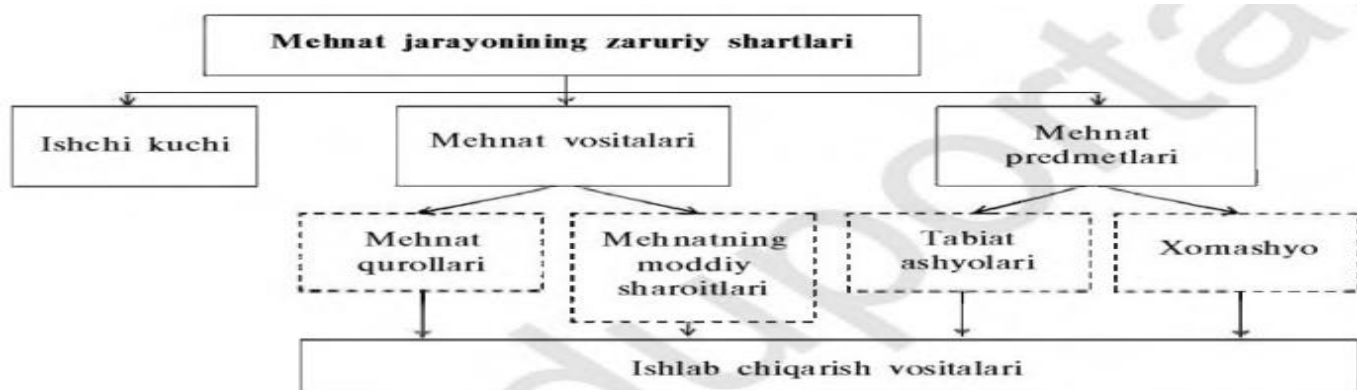 Mehnat jarayonining zaruriy shartlari
Ishchi kuchi
Mehnat vositalari
Mehnat
predmetlari
Mehnat
qurollari
Mehnatning
moddiy
sharoitlari
Tabiat
ashyolari
Xomashyo
Ishlab chiqarish vositalari